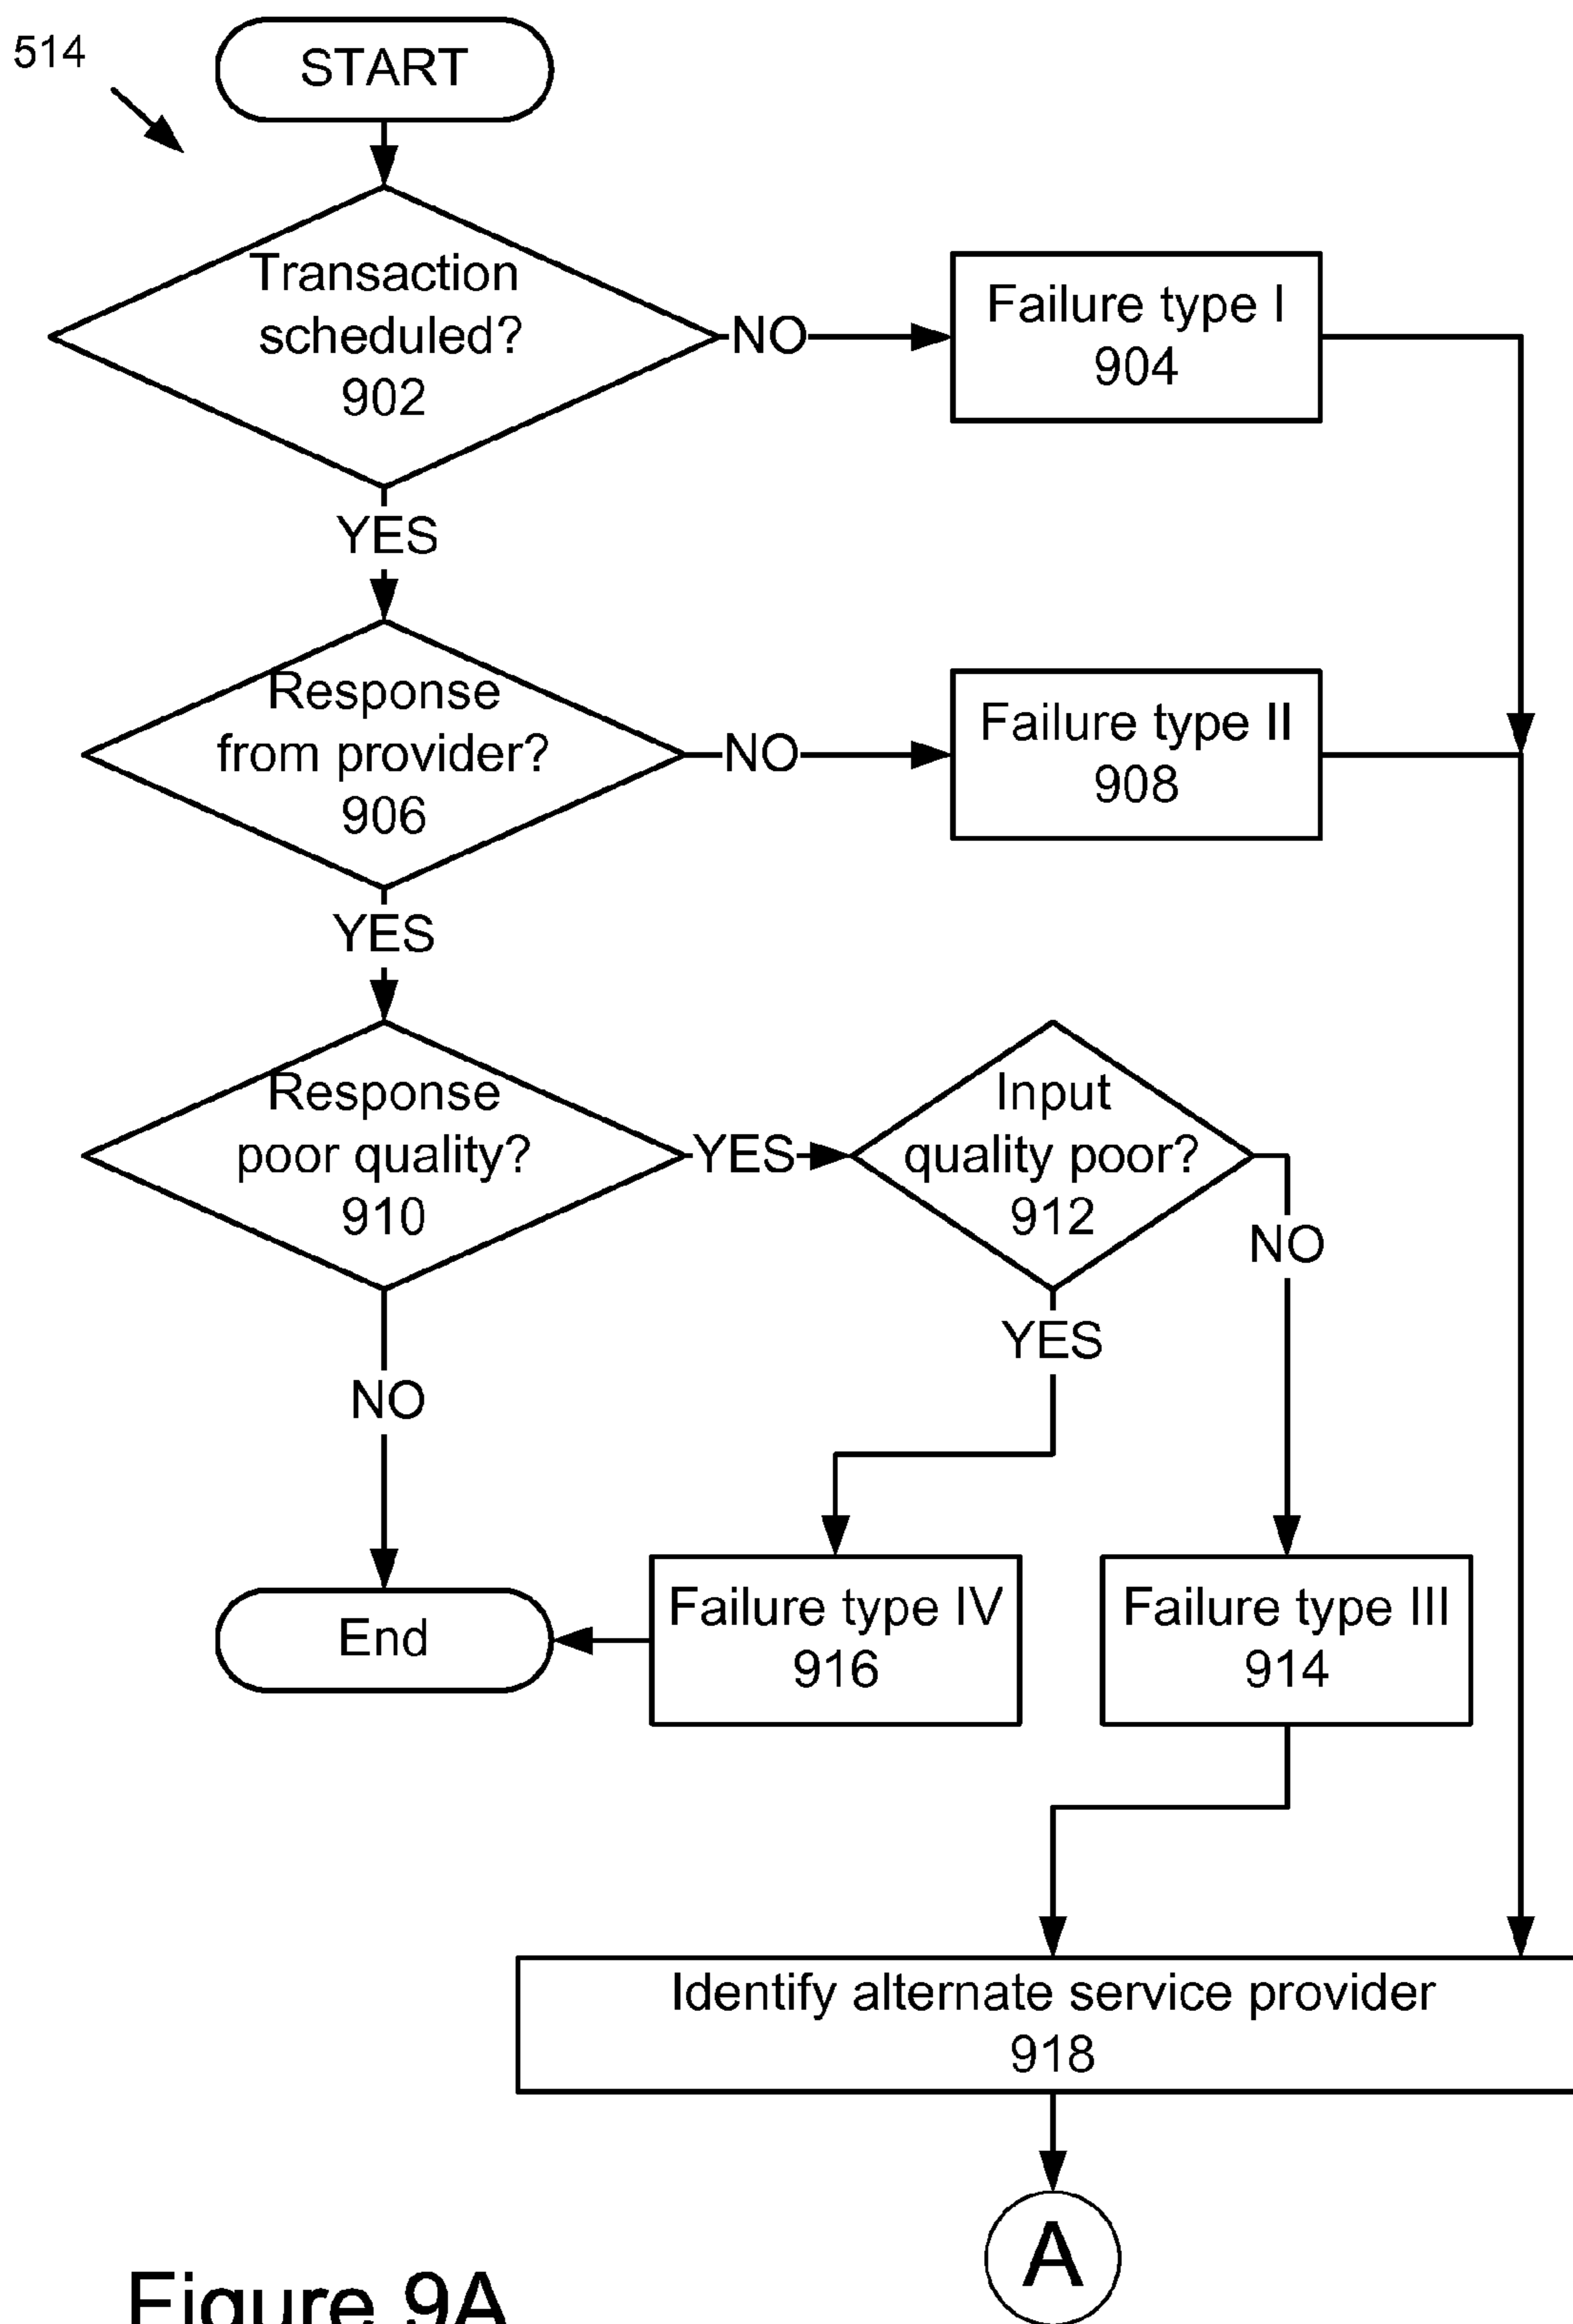 514
START
Transaction
scheduled?
902
NO
Failure type I
904
YES
Response
from provider?
906
NO
Failure type II
908
YES
Response
poor quality?
910
YES
Input
quality poor?
912
NO
YES
NO
End
Failure type IV
916
Failure type III
914
Identify alternate service provider
918
A
Figure 9A